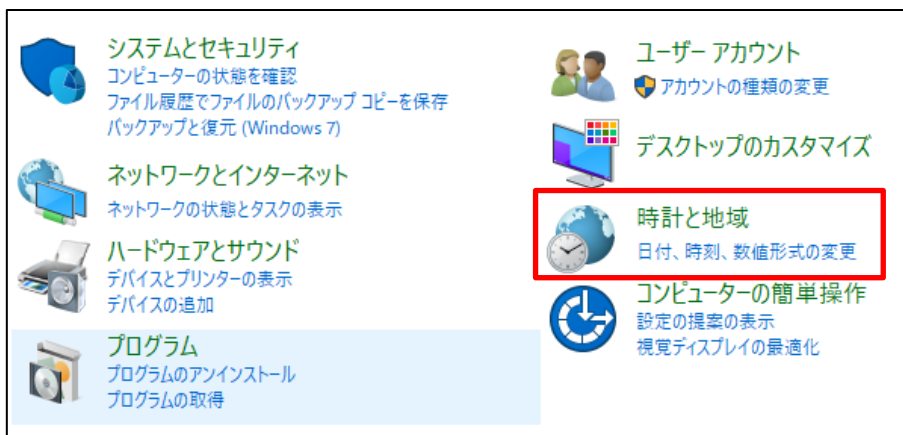 システムとセキュリティ
コンピューターの状態を確認
ファイル履歴でファイルのバックアップ コピーを保存
バックアップと復元 (Windows 7)
ネットワークとインターネット
ネットワークの状態とタスクの表示
ハードウェアとサウンド
デバイスとプリンターの表示
デバイスの追加
プログラム
プログラムのアンインストール
プログラムの取得
ユーザー アカウント
アカウントの種類の変更
デスクトップのカスタマイズ
時計と地域
日付、時刻、数値形式の変更
コンピューターの簡単操作
設定の提案の表示
視覚ディスプレイの最適化